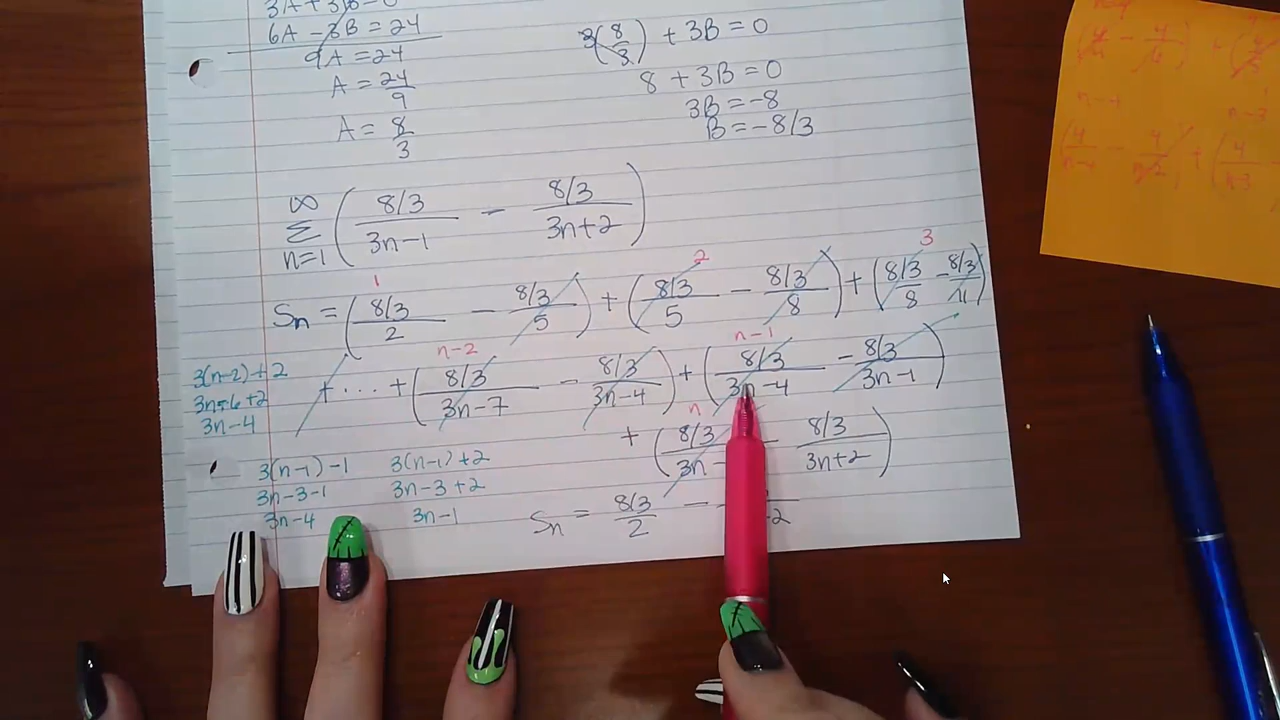 3A + 3B = 0
6A - 3B = 24
9A = 24
A = 24/9
A = 8/3
3(8/3) + 3B = 0
8 + 3B = 0
3B = -8
B = -8/3
∞
Σ ( 8/3 / 3n-1 - 8/3 / 3n+2 )
n=1
1 2 3
Sn = ( 8/3 / 2 - 8/3 / 5 ) + ( 8/3 / 5 - 8/3 / 8 ) + ( 8/3 / 8 - 8/3 / 11 )
n-2 n-1
+ ... + ( 8/3 / 3n-7 - 8/3 / 3n-4 ) + ( 8/3 / 3n-4 - 8/3 / 3n-1 )
n
+ ( 8/3 / 3n- 8/3 / 3n+2 )
Sn = 8/3 / 2 -
3(n-2)+2
3n-6+2
3n-4
3(n-1)-1
3n-3-1
3n-4
3(n-1)+2
3n-3+2
3n-1